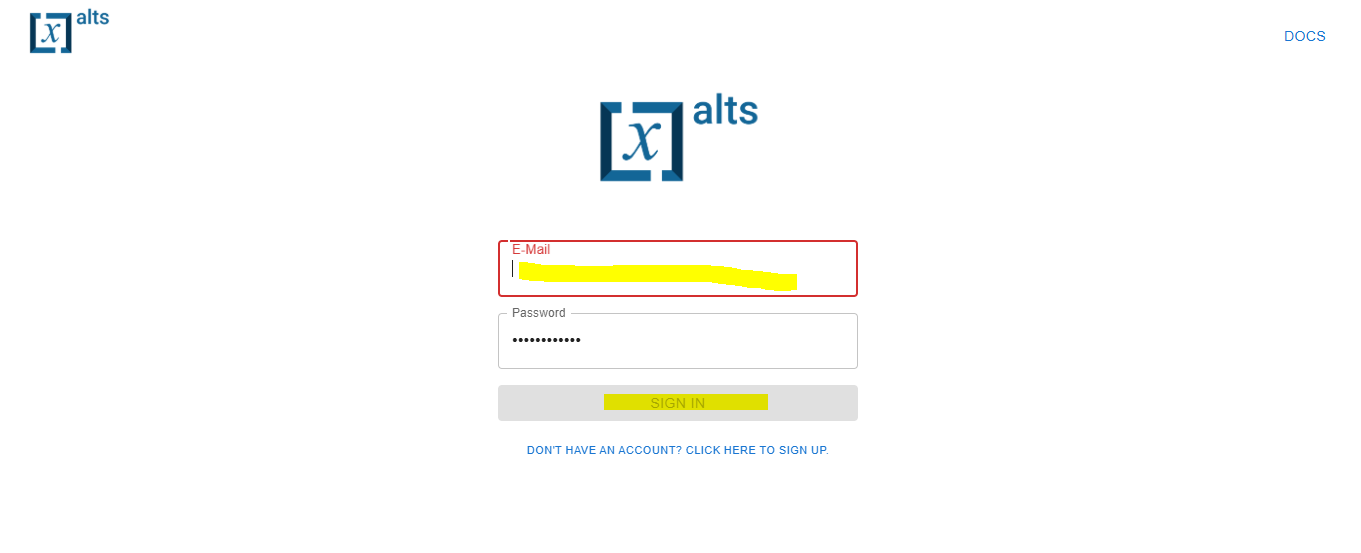 x alts
DOCS
x alts
E-Mail
Password
••••••••••••
SIGN IN
DON'T HAVE AN ACCOUNT? CLICK HERE TO SIGN UP.